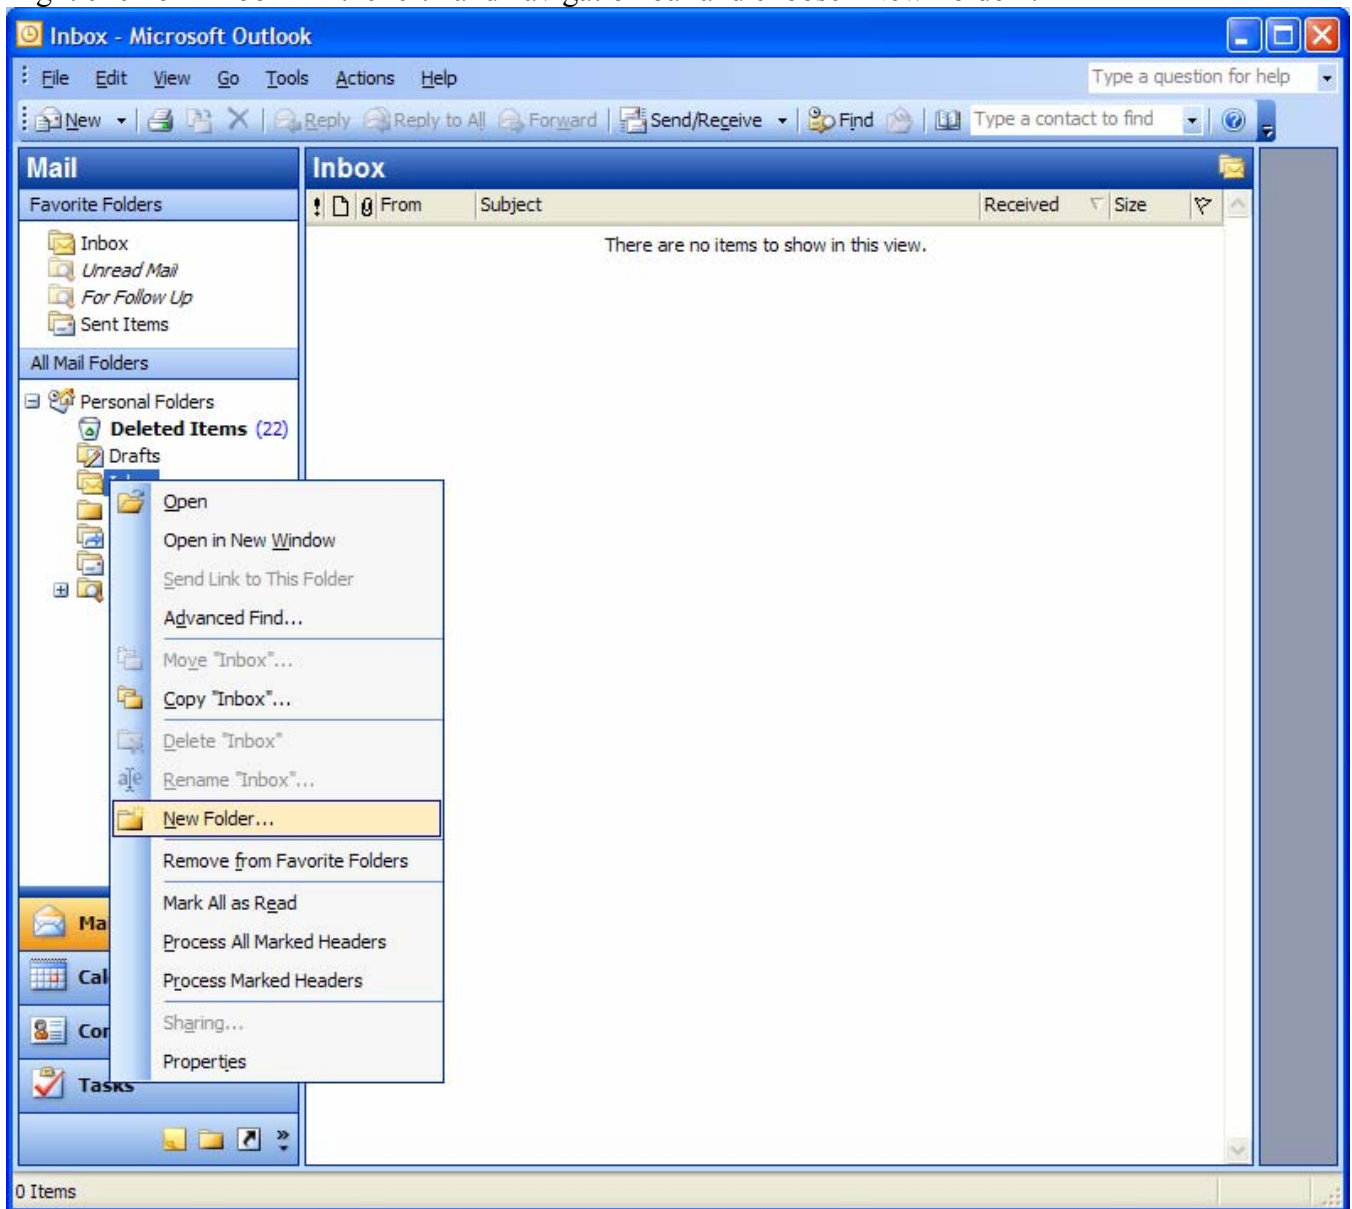 Inbox - Microsoft Outlook
File Edit View Go Tools Actions Help Type a question for help
New Reply Reply to All Forward Send/Receive Find Type a contact to find
Mail
Inbox
Favorite Folders
! From Subject Received Size
There are no items to show in this view.
Inbox
Unread Mail
For Follow Up
Sent Items
All Mail Folders
Personal Folders
Deleted Items (22)
Drafts
Open
Open in New Window
Send Link to This Folder
Advanced Find...
Move "Inbox"...
Copy "Inbox"...
Delete "Inbox"
Rename "Inbox"...
New Folder...
Remove from Favorite Folders
Mark All as Read
Process All Marked Headers
Process Marked Headers
Sharing...
Properties
Tasks
0 Items